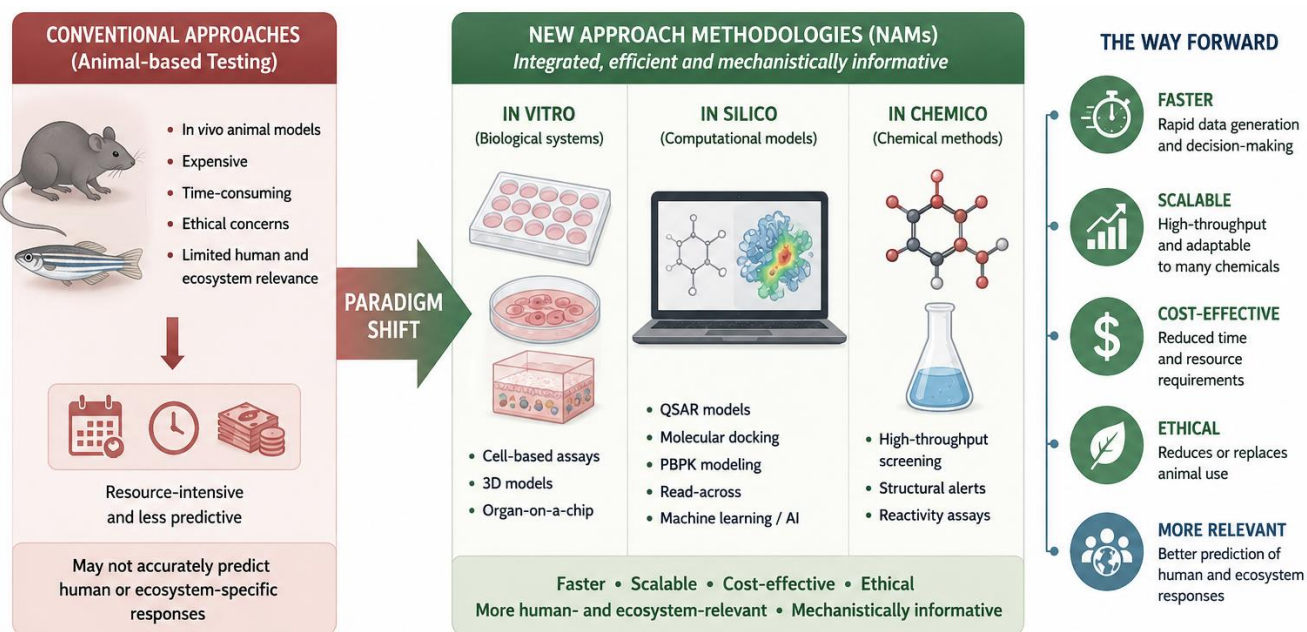 CONVENTIONAL APPROACHES
(Animal-based Testing)
• In vivo animal models
• Expensive
• Time-consuming
• Ethical concerns
• Limited human and
ecosystem relevance
Resource-intensive
and less predictive
May not accurately predict
human or ecosystem-specific
responses
PARADIGM
SHIFT
NEW APPROACH METHODOLOGIES (NAMs)
Integrated, efficient and mechanistically informative
IN VITRO
(Biological systems)
• Cell-based assays
• 3D models
• Organ-on-a-chip
IN SILICO
(Computational models)
• QSAR models
• Molecular docking
• PBPK modeling
• Read-across
• Machine learning / AI
IN CHEMICO
(Chemical methods)
• High-throughput
screening
• Structural alerts
• Reactivity assays
Faster • Scalable • Cost-effective • Ethical
More human- and ecosystem-relevant • Mechanistically informative
THE WAY FORWARD
FASTER
Rapid data generation
and decision-making
SCALABLE
High-throughput
and adaptable
to many chemicals
$
COST-EFFECTIVE
Reduced time
and resource
requirements
ETHICAL
Reduces or replaces
animal use
MORE RELEVANT
Better prediction of
human and ecosystem
responses